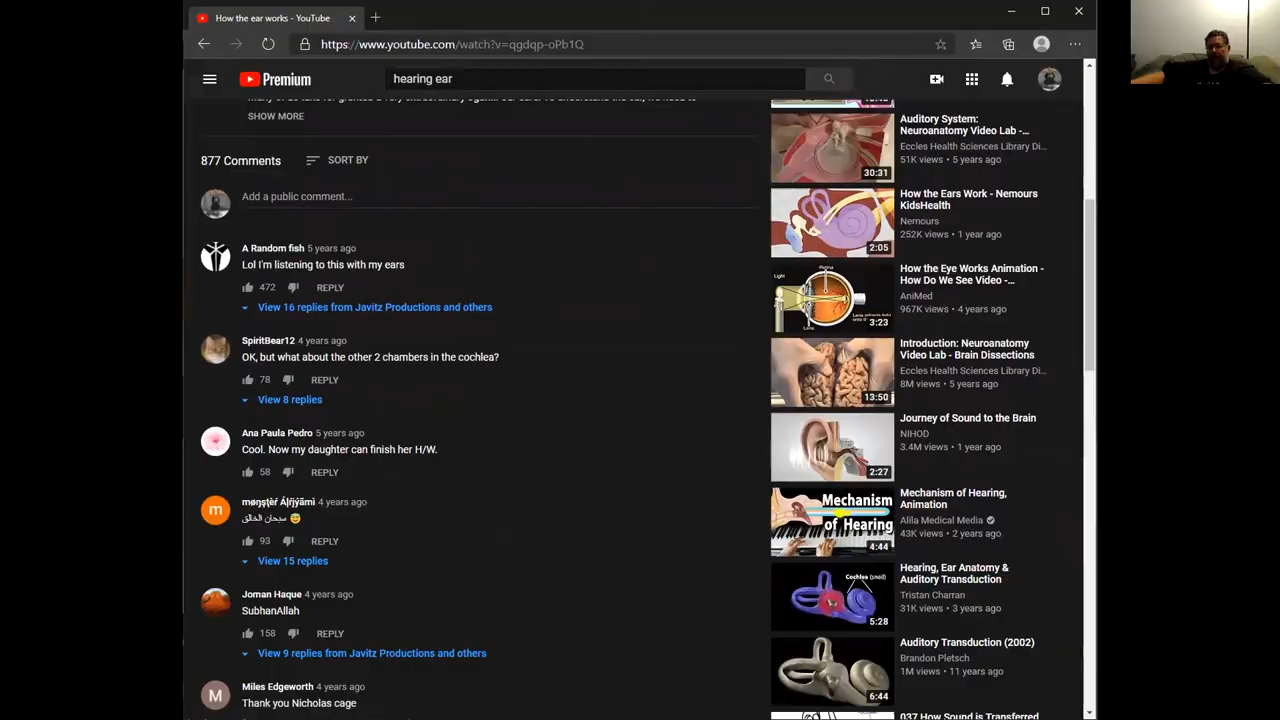 How the ear works - YouTube
https://www.youtube.com/watch?v=qgdqp-oPb1Q
Premium
hearing ear
SHOW MORE
877 Comments
SORT BY
Add a public comment...
A Random fish 5 years ago
Lol I'm listening to this with my ears
472
REPLY
View 16 replies from Javitz Productions and others
SpiritBear12 4 years ago
OK, but what about the other 2 chambers in the cochlea?
78
REPLY
View 8 replies
Ana Paula Pedro 5 years ago
Cool. Now my daughter can finish her H/W.
58
REPLY
m
4 years ago
سبحان الخالق 😅
93
REPLY
View 15 replies
Joman Haque 4 years ago
SubhanAllah
158
REPLY
View 9 replies from Javitz Productions and others
M
Miles Edgeworth 4 years ago
Thank you Nicholas cage
Auditory System:
Neuroanatomy Video Lab -...
Eccles Health Sciences Library Di...
51K views • 5 years ago
30:31
How the Ears Work - Nemours
KidsHealth
Nemours
252K views • 1 year ago
2:05
How the Eye Works Animation -
How Do We See Video -...
AniMed
967K views • 4 years ago
Light
Retina
Lens
3:23
Introduction: Neuroanatomy
Video Lab - Brain Dissections
Eccles Health Sciences Library Di...
8M views • 5 years ago
13:50
Journey of Sound to the Brain
NIHOD
3.4M views • 1 year ago
2:27
Mechanism of Hearing,
Animation
Alila Medical Media
43K views • 2 years ago
Mechanism
of Hearing
4:44
Hearing, Ear Anatomy &
Auditory Transduction
Tristan Charran
31K views • 3 years ago
Cochlea (snail)
5:28
Auditory Transduction (2002)
Brandon Pletsch
1M views • 11 years ago
6:44
037 How Sound is Transferred